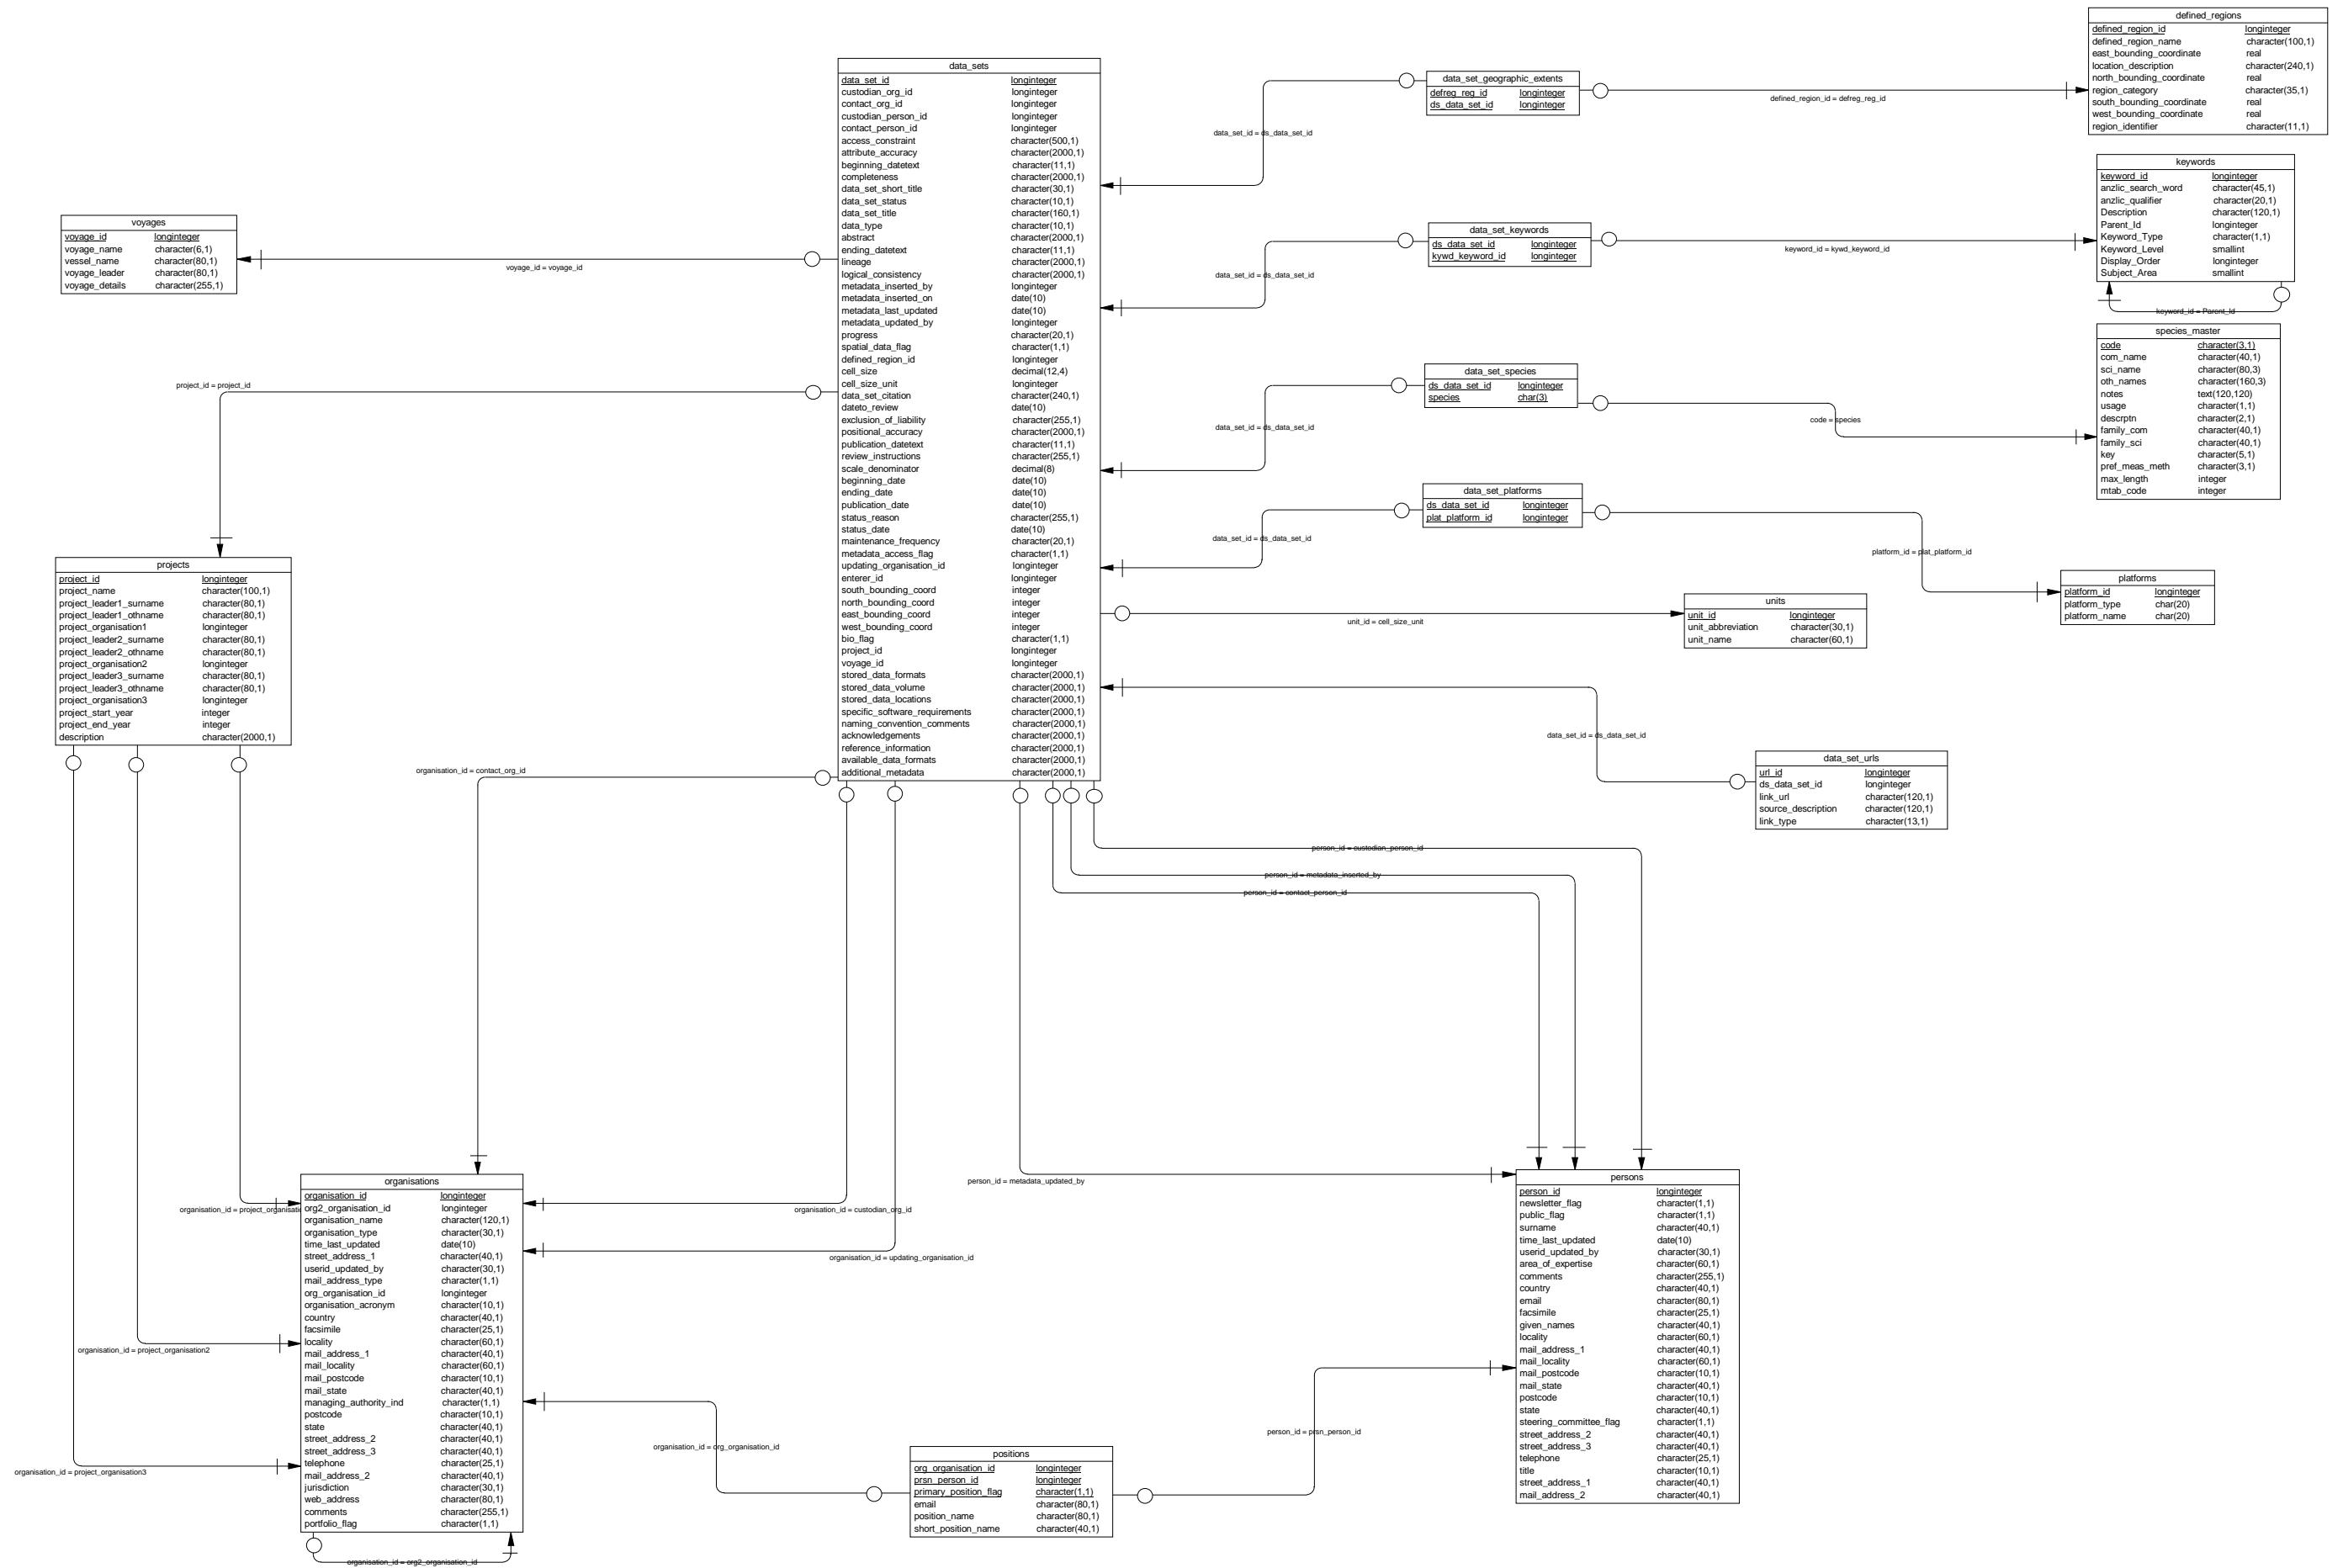 defined_regions
defined_region_id longinteger
defined_region_name character(100,1)
east_bounding_coordinate real
location_description character(240,1)
north_bounding_coordinate real
region_category character(35,1)
south_bounding_coordinate real
west_bounding_coordinate real
region_identifier character(11,1)
data_sets
data_set_id longinteger
custodian_org_id longinteger
contact_org_id longinteger
custodian_person_id longinteger
contact_person_id longinteger
access_constraint character(500,1)
attribute_accuracy character(2000,1)
beginning_datetext character(11,1)
completeness character(2000,1)
data_set_short_title character(30,1)
data_set_status character(10,1)
data_set_title character(160,1)
data_type character(10,1)
abstract character(2000,1)
ending_datetext character(11,1)
lineage character(2000,1)
logical_consistency character(2000,1)
metadata_inserted_by longinteger
metadata_inserted_on date(10)
metadata_last_updated date(10)
metadata_updated_by longinteger
progress character(20,1)
spatial_data_flag character(1,1)
defined_region_id longinteger
cell_size decimal(12,4)
cell_size_unit longinteger
data_set_citation character(240,1)
dateto_review date(10)
exclusion_of_liability character(255,1)
positional_accuracy character(2000,1)
publication_datetext character(11,1)
review_instructions character(255,1)
scale_denominator decimal(8)
beginning_date date(10)
ending_date date(10)
publication_date date(10)
status_reason character(255,1)
status_date date(10)
maintenance_frequency character(20,1)
metadata_access_flag character(1,1)
updating_organisation_id longinteger
enterer_id longinteger
south_bounding_coord integer
north_bounding_coord integer
east_bounding_coord integer
west_bounding_coord integer
bio_flag character(1,1)
project_id longinteger
voyage_id longinteger
stored_data_formats character(2000,1)
stored_data_volume character(2000,1)
stored_data_locations character(2000,1)
specific_software_requirements character(2000,1)
naming_convention_comments character(2000,1)
acknowledgements character(2000,1)
reference_information character(2000,1)
available_data_formats character(2000,1)
additional_metadata character(2000,1)
data_set_geographic_extents
defreg_reg_id longinteger
ds_data_set_id longinteger
defined_region_id = defreg_reg_id
data_set_id = ds_data_set_id
keywords
keyword_id longinteger
anzlic_search_word character(45,1)
anzlic_qualifier character(20,1)
Description character(120,1)
Parent_Id longinteger
Keyword_Type character(1,1)
Keyword_Level smallint
Display_Order longinteger
Subject_Area smallint
keyword_id = Parent_Id
data_set_keywords
ds_data_set_id longinteger
kywd_keyword_id longinteger
keyword_id = kywd_keyword_id
data_set_id = ds_data_set_id
voyages
voyage_id longinteger
voyage_name character(6,1)
vessel_name character(80,1)
voyage_leader character(80,1)
voyage_details character(255,1)
voyage_id = voyage_id
species_master
code character(3,1)
com_name character(40,1)
sci_name character(80,3)
oth_names character(160,3)
notes text(120,120)
usage character(1,1)
descrptn character(2,1)
family_com character(40,1)
family_sci character(40,1)
key character(5,1)
pref_meas_meth character(3,1)
max_length integer
mtab_code integer
data_set_species
ds_data_set_id longinteger
species char(3)
code = species
data_set_id = ds_data_set_id
project_id = project_id
data_set_platforms
ds_data_set_id longinteger
plat_platform_id longinteger
data_set_id = ds_data_set_id
platform_id = plat_platform_id
platforms
platform_id longinteger
platform_type char(20)
platform_name char(20)
units
unit_id longinteger
unit_abbreviation character(30,1)
unit_name character(60,1)
unit_id = cell_size_unit
projects
project_id longinteger
project_name character(100,1)
project_leader1_surname character(80,1)
project_leader1_othname character(80,1)
project_organisation1 longinteger
project_leader2_surname character(80,1)
project_leader2_othname character(80,1)
project_organisation2 longinteger
project_leader3_surname character(80,1)
project_leader3_othname character(80,1)
project_organisation3 longinteger
project_start_year integer
project_end_year integer
description character(2000,1)
data_set_id = ds_data_set_id
data_set_urls
url_id longinteger
ds_data_set_id longinteger
link_url character(120,1)
source_description character(120,1)
link_type character(13,1)
organisation_id = contact_org_id
person_id = custodian_person_id
person_id = metadata_inserted_by
person_id = contact_person_id
person_id = metadata_updated_by
organisation_id = project_organisati
organisation_id = custodian_org_id
organisation_id = updating_organisation_id
organisation_id = project_organisation2
organisation_id = project_organisation3
organisations
organisation_id longinteger
org2_organisation_id longinteger
organisation_name character(120,1)
organisation_type character(30,1)
time_last_updated date(10)
street_address_1 character(40,1)
userid_updated_by character(30,1)
mail_address_type character(1,1)
org_organisation_id longinteger
organisation_acronym character(10,1)
country character(40,1)
facsimile character(25,1)
locality character(60,1)
mail_address_1 character(40,1)
mail_locality character(60,1)
mail_postcode character(10,1)
mail_state character(40,1)
managing_authority_ind character(1,1)
postcode character(10,1)
state character(40,1)
street_address_2 character(40,1)
street_address_3 character(40,1)
telephone character(25,1)
mail_address_2 character(40,1)
jurisdiction character(30,1)
web_address character(80,1)
comments character(255,1)
portfolio_flag character(1,1)
organisation_id = org2_organisation_id
organisation_id = org_organisation_id
positions
org_organisation_id longinteger
prsn_person_id longinteger
primary_position_flag character(1,1)
email character(80,1)
position_name character(80,1)
short_position_name character(40,1)
person_id = prsn_person_id
persons
person_id longinteger
newsletter_flag character(1,1)
public_flag character(1,1)
surname character(40,1)
time_last_updated date(10)
userid_updated_by character(30,1)
area_of_expertise character(60,1)
comments character(255,1)
country character(40,1)
email character(80,1)
facsimile character(25,1)
given_names character(40,1)
locality character(60,1)
mail_address_1 character(40,1)
mail_locality character(60,1)
mail_postcode character(10,1)
mail_state character(40,1)
postcode character(10,1)
state character(40,1)
steering_committee_flag character(1,1)
street_address_2 character(40,1)
street_address_3 character(40,1)
telephone character(25,1)
title character(10,1)
street_address_1 character(40,1)
mail_address_2 character(40,1)